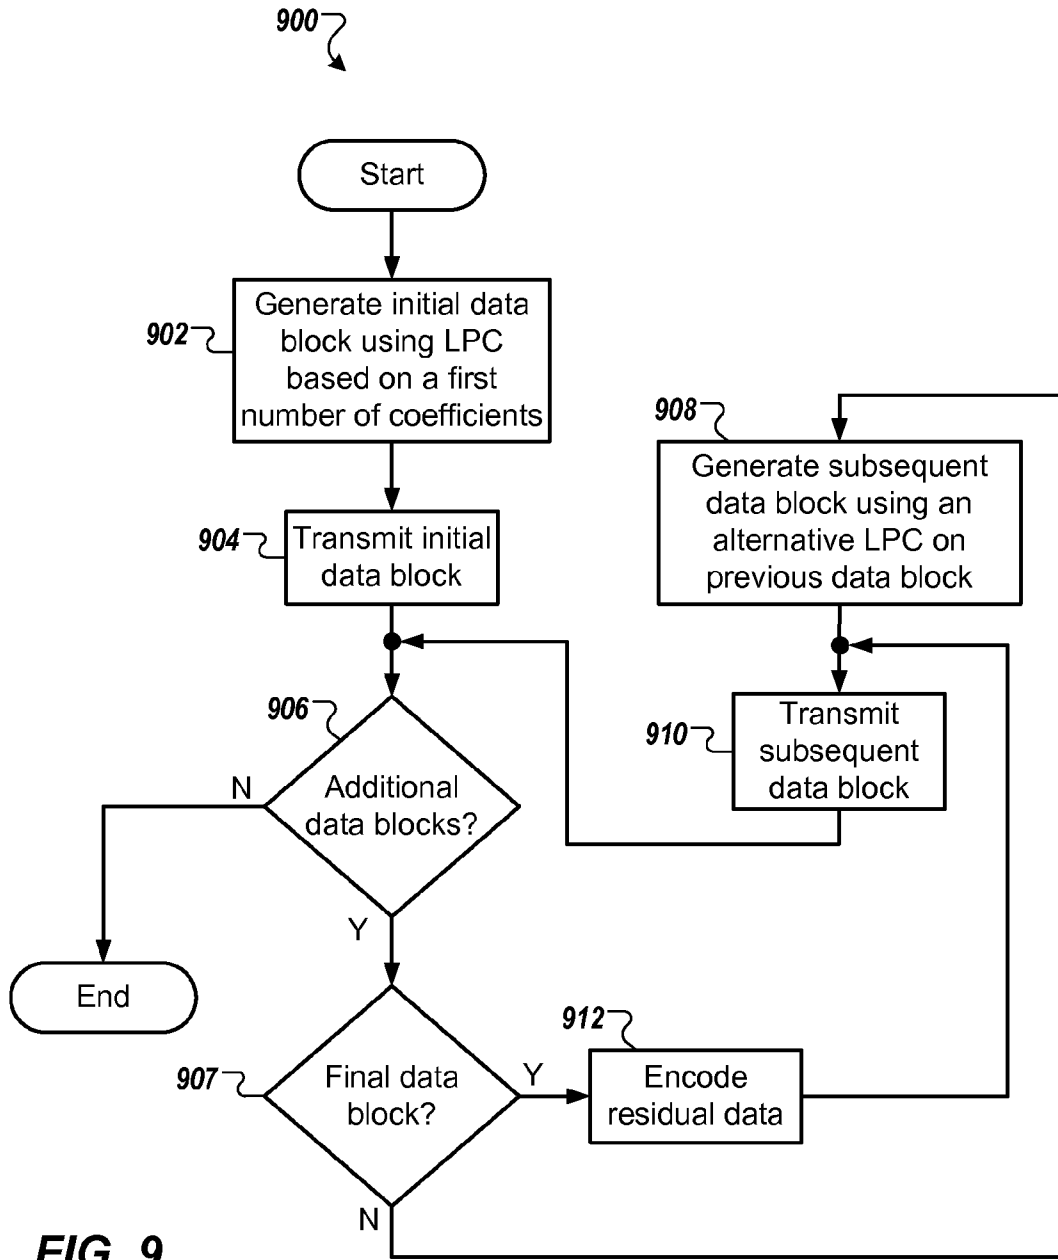 900
Start
902
Generate initial data
block using LPC
based on a first
number of coefficients
904
Transmit initial
data block
906
Additional
data blocks?
N
Y
End
907
Final data
block?
Y
N
908
Generate subsequent
data block using an
alternative LPC on
previous data block
910
Transmit
subsequent
data block
912
Encode
residual data
FIG. 9